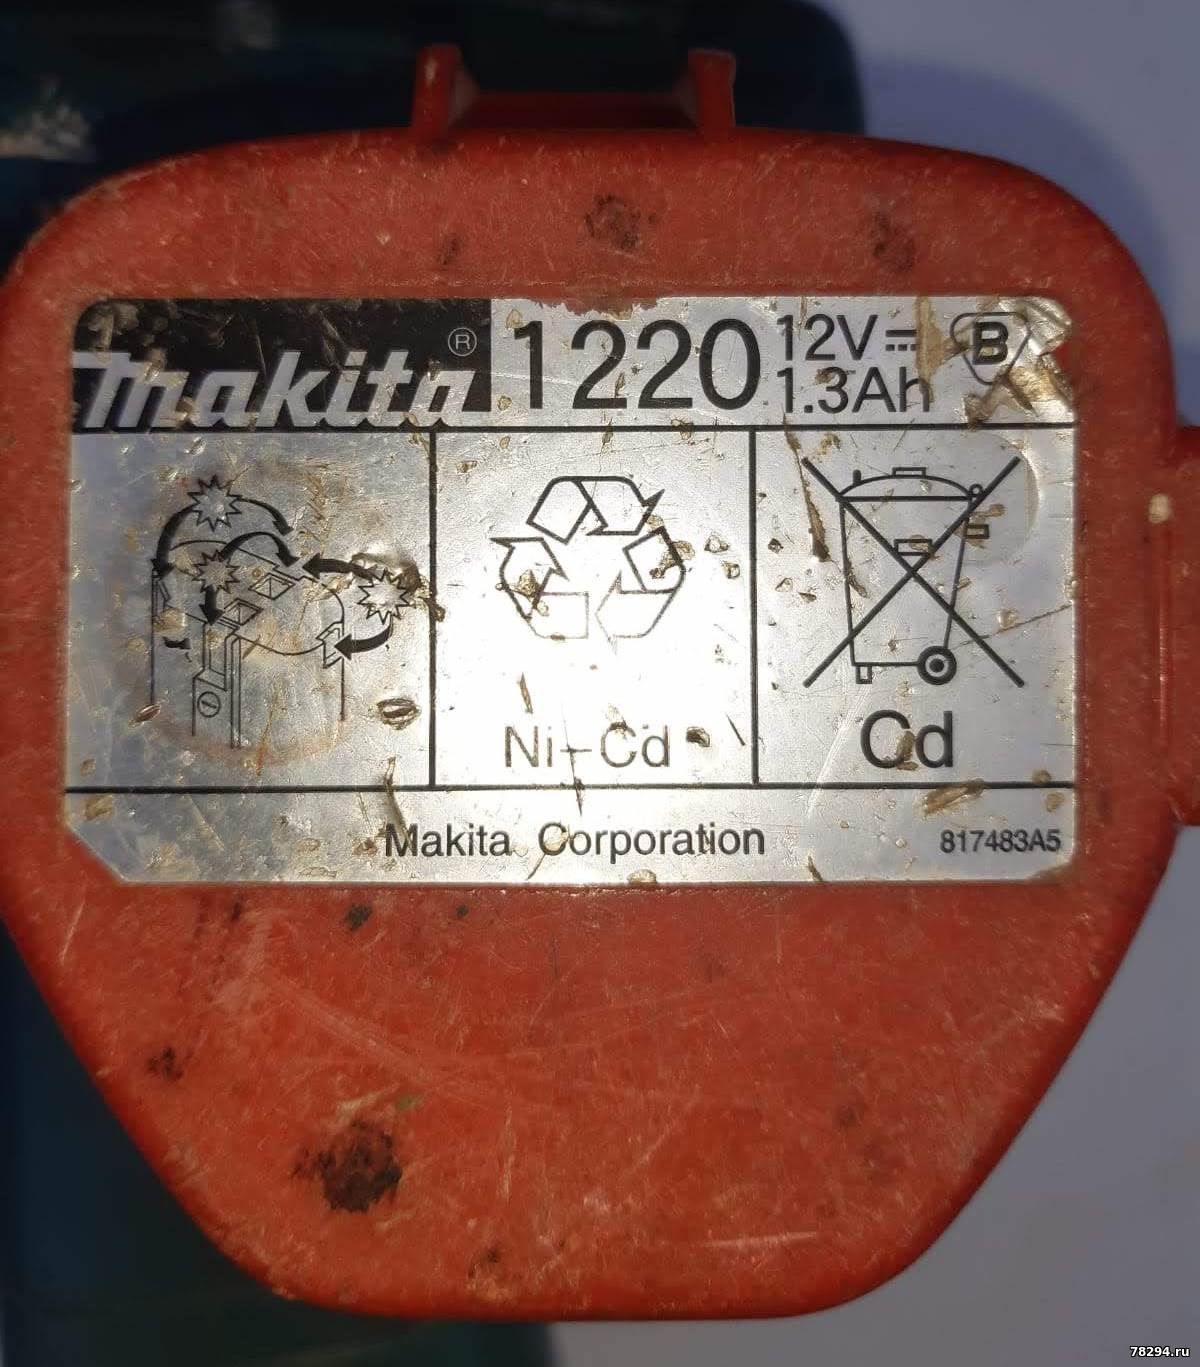 makita® 1220 12V⎓ B
1.3Ah
Ni-Cd
Cd
Makita Corporation 817483A5
78294.ru